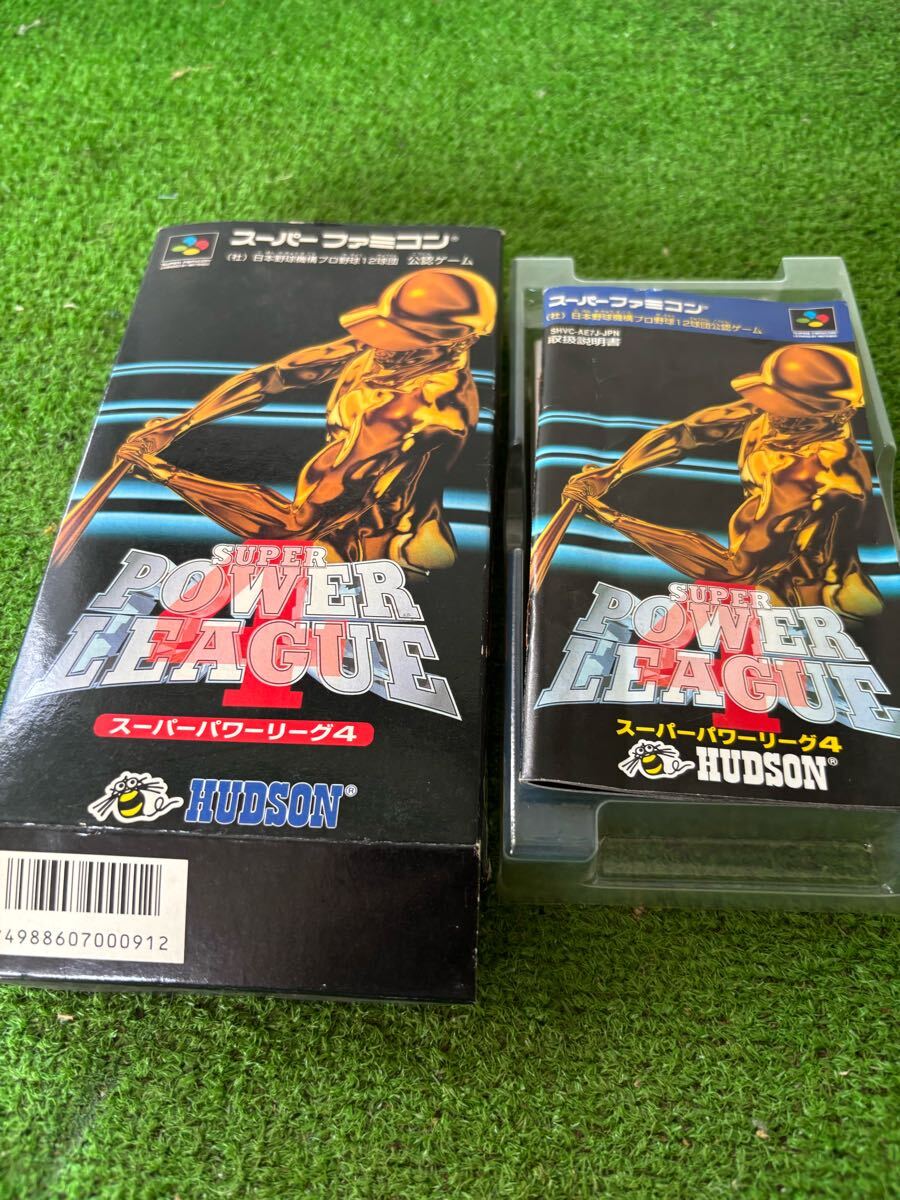 スーパーファミコン®
(社)日本野球機構プロ野球12球団 公認ゲーム
SUPER
POWER
LEAGUE
4
スーパーパワーリーグ4
HUDSON®
4988607000912
スーパーファミコン®
(社)日本野球機構プロ野球12球団公認ゲーム
SHVC-AE7J-JPN
取扱説明書
SUPER
POWER
LEAGUE
4
スーパーパワーリーグ4
HUDSON®